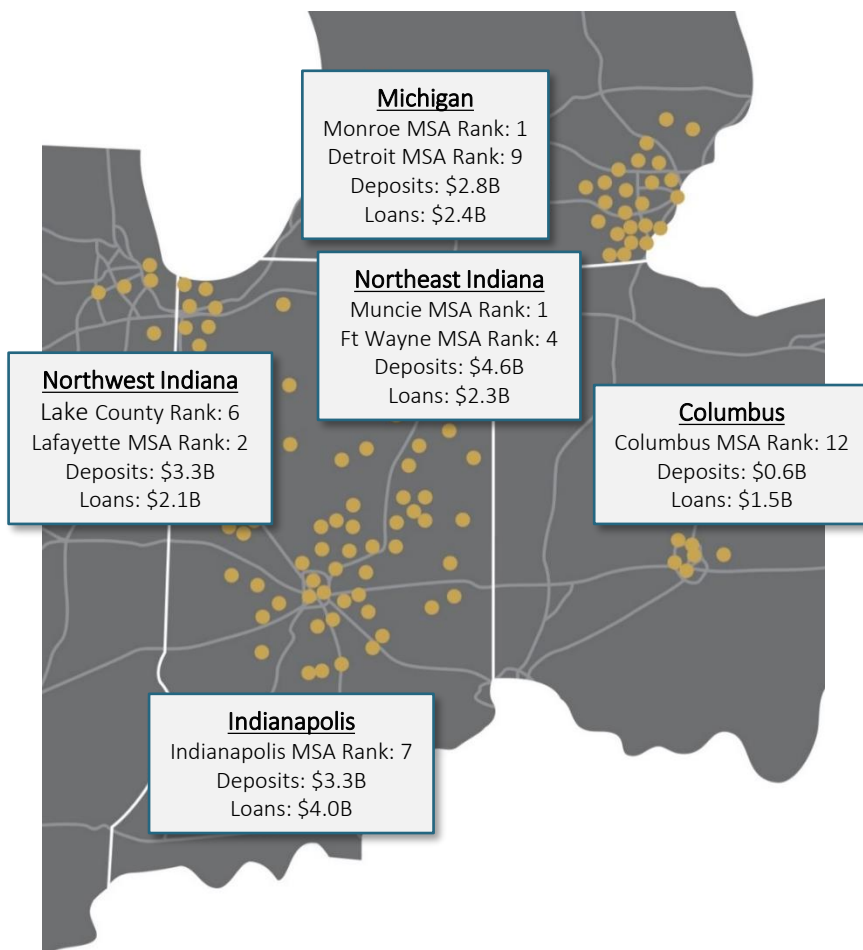 Michigan
Monroe MSA Rank: 1
Detroit MSA Rank: 9
Deposits: $2.8B
Loans: $2.4B
Northeast Indiana
Muncie MSA Rank: 1
Ft Wayne MSA Rank: 4
Deposits: $4.6B
Loans: $2.3B
Northwest Indiana
Lake County Rank: 6
Lafayette MSA Rank: 2
Deposits: $3.3B
Loans: $2.1B
Columbus
Columbus MSA Rank: 12
Deposits: $0.6B
Loans: $1.5B
Indianapolis
Indianapolis MSA Rank: 7
Deposits: $3.3B
Loans: $4.0B